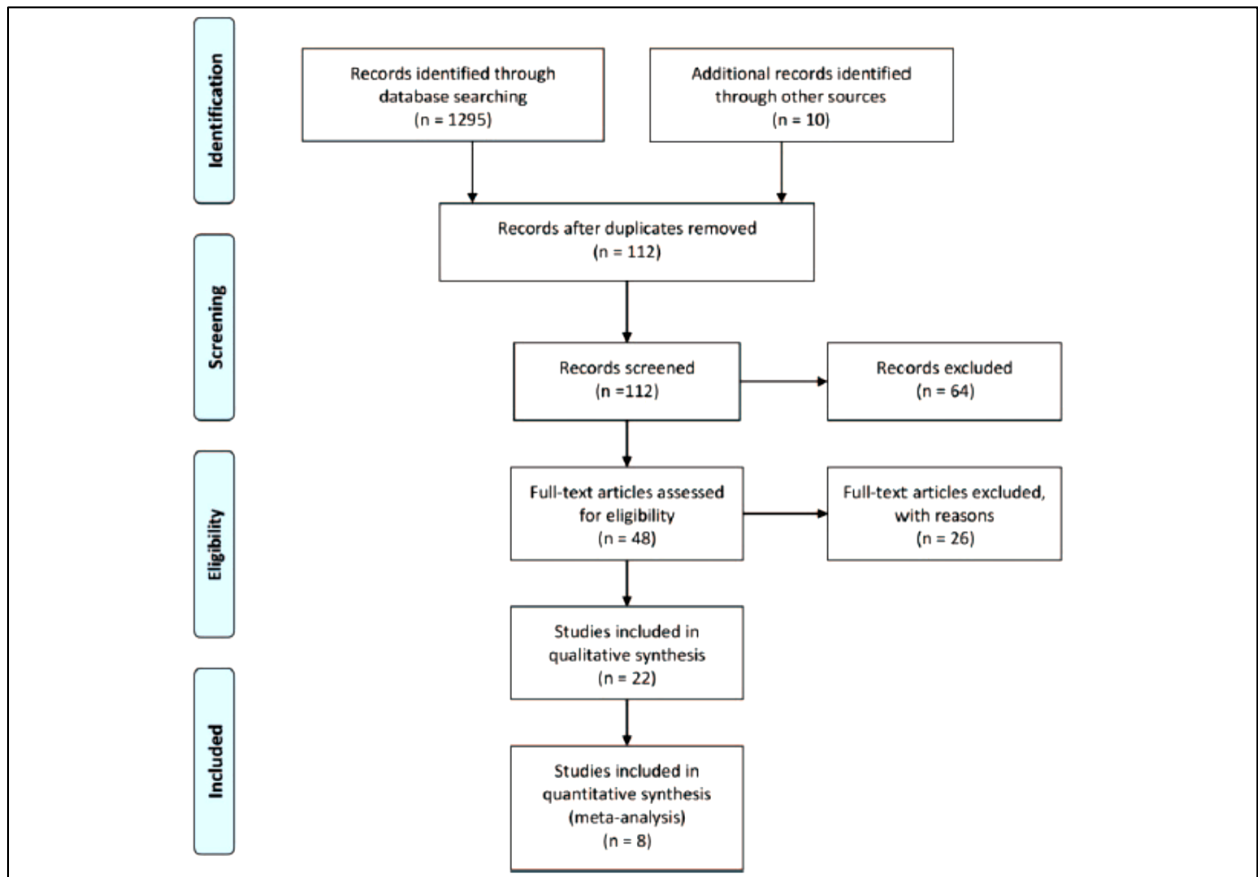 Identification
Records identified through
database searching
(n = 1295)
Additional records identified
through other sources
(n = 10)
Records after duplicates removed
(n = 112)
Screening
Records screened
(n =112)
Records excluded
(n = 64)
Eligibility
Full-text articles assessed
for eligibility
(n = 48)
Full-text articles excluded,
with reasons
(n = 26)
Studies included in
qualitative synthesis
(n = 22)
Included
Studies included in
quantitative synthesis
(meta-analysis)
(n = 8)